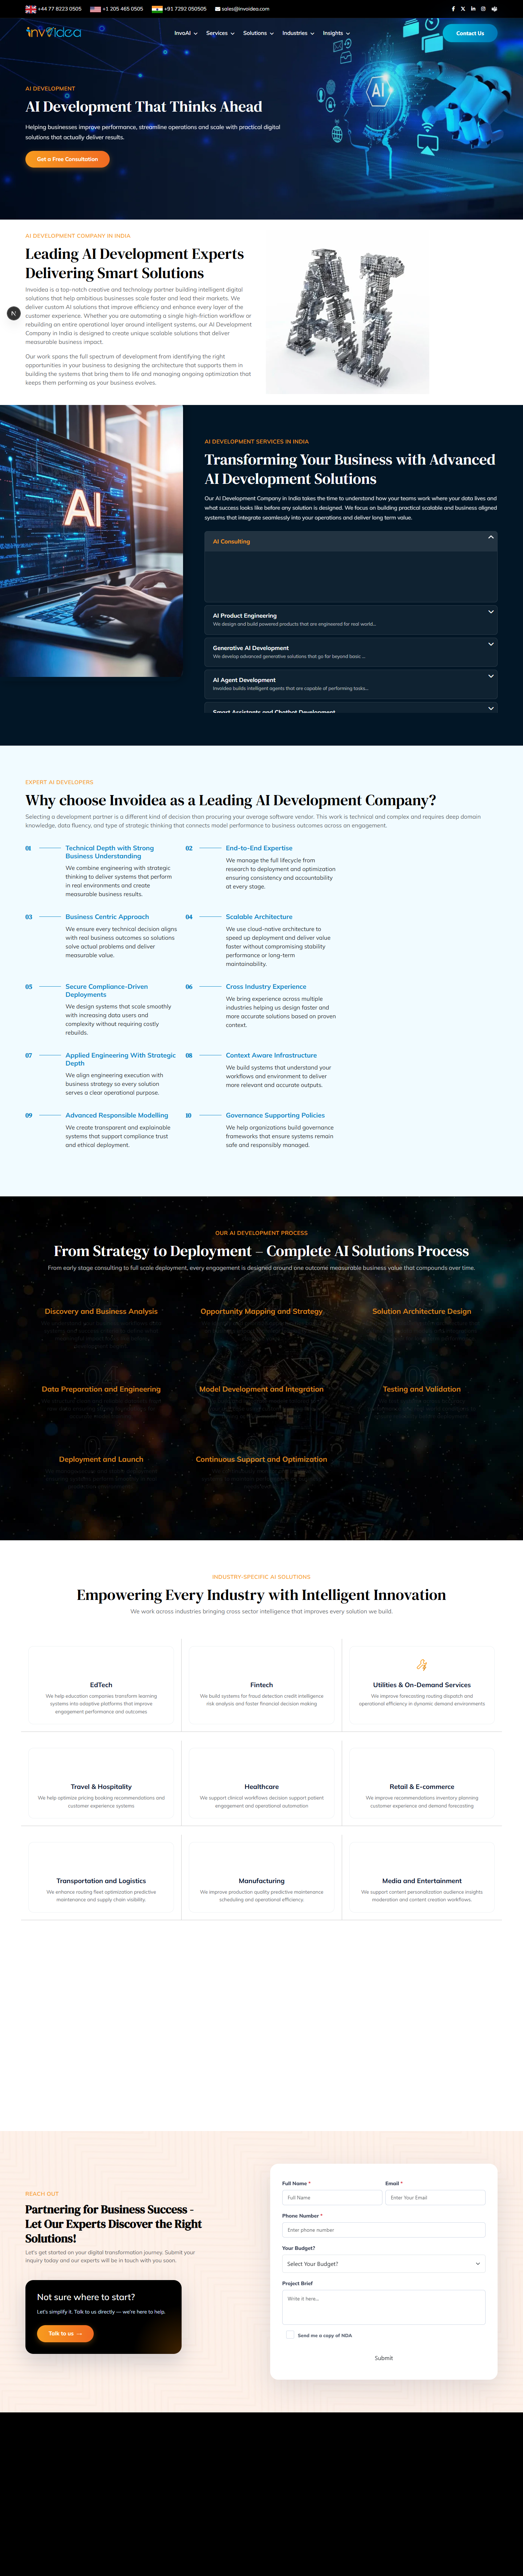 +44 77 8223 0505 +1 205 465 0505 +91 7292 050505 sales@invoidea.com
invoidea InvoAI Services Solutions Industries Insights Contact Us
AI DEVELOPMENT
AI Development That Thinks Ahead
Helping businesses improve performance, streamline operations and scale with practical digital
solutions that actually deliver results.
Get a Free Consultation
AI
AI DEVELOPMENT COMPANY IN INDIA
Leading AI Development Experts
Delivering Smart Solutions
Invoidea is a top-notch creative and technology partner building intelligent digital
solutions that help ambitious businesses scale faster and lead their markets. We
deliver custom AI solutions that improve efficiency and enhance every layer of the
customer experience. Whether you are automating a single high-friction workflow or
rebuilding an entire operational layer around intelligent systems, our AI Development
Company in India is designed to create unique scalable solutions that deliver
measurable business impact.
Our work spans the full spectrum of development from identifying the right
opportunities in your business to designing the architecture that supports them in
building the systems that bring them to life and managing ongoing optimization that
keeps them performing as your business evolves.
N
AI
AI
AI DEVELOPMENT SERVICES IN INDIA
Transforming Your Business with Advanced
AI Development Solutions
Our AI Development Company in India takes the time to understand how your teams work where your data lives and
what success looks like before any solution is designed. We focus on building practical scalable and business aligned
systems that integrate seamlessly into your operations and deliver long term value.
AI Consulting
AI Product Engineering
We design and build powered products that are engineered for real world...
Generative AI Development
We develop advanced generative solutions that go far beyond basic ...
AI Agent Development
Invoidea builds intelligent agents that are capable of performing tasks...
Smart Assistants and Chatbot Development
EXPERT AI DEVELOPERS
Why choose Invoidea as a Leading AI Development Company?
Selecting a development partner is a different kind of decision than procuring your average software vendor. This work is technical and complex and requires deep domain
knowledge, data fluency, and type of strategic thinking that connects model performance to business outcomes across an engagement.
01 Technical Depth with Strong
Business Understanding
We combine engineering with strategic
thinking to deliver systems that perform
in real environments and create
measurable business results.
02 End-to-End Expertise
We manage the full lifecycle from
research to deployment and optimization
ensuring consistency and accountability
at every stage.
03 Business Centric Approach
We ensure every technical decision aligns
with real business outcomes so solutions
solve actual problems and deliver
measurable value.
04 Scalable Architecture
We use cloud-native architecture to
speed up deployment and deliver value
faster without compromising stability
performance or long-term
maintainability.
05 Secure Compliance-Driven
Deployments
We design systems that scale smoothly
with increasing data users and
complexity without requiring costly
rebuilds.
06 Cross Industry Experience
We bring experience across multiple
industries helping us design faster and
more accurate solutions based on proven
context.
07 Applied Engineering With Strategic
Depth
We align engineering execution with
business strategy so every solution
serves a clear operational purpose.
08 Context Aware Infrastructure
We build systems that understand your
workflows and environment to deliver
more relevant and accurate outputs.
09 Advanced Responsible Modelling
We create transparent and explainable
systems that support compliance trust
and ethical deployment.
10 Governance Supporting Policies
We help organizations build governance
frameworks that ensure systems remain
safe and responsibly managed.
OUR AI DEVELOPMENT PROCESS
From Strategy to Deployment – Complete AI Solutions Process
From early stage consulting to full scale deployment, every engagement is designed around one outcome measurable business value that compounds over time.
Discovery and Business Analysis
Opportunity Mapping and Strategy
Solution Architecture Design
04
Data Preparation and Engineering
Model Development and Integration
Testing and Validation
07
Deployment and Launch
Continuous Support and Optimization
INDUSTRY-SPECIFIC AI SOLUTIONS
Empowering Every Industry with Intelligent Innovation
We work across industries bringing cross sector intelligence that improves every solution we build.
EdTech
We help education companies transform learning
systems into adaptive platforms that improve
engagement performance and outcomes
Fintech
We build systems for fraud detection credit intelligence
risk analysis and faster financial decision making
Utilities & On-Demand Services
We improve forecasting routing dispatch and
operational efficiency in dynamic demand environments
Travel & Hospitality
We help optimize pricing booking recommendations and
customer experience systems
Healthcare
We support clinical workflows decision support patient
engagement and operational automation
Retail & E-commerce
We improve recommendations inventory planning
customer experience and demand forecasting
Transportation and Logistics
We enhance routing fleet optimization predictive
maintenance and supply chain visibility.
Manufacturing
We improve production quality predictive maintenance
scheduling and operational efficiency.
Media and Entertainment
We support content personalisation audience insights
moderation and content creation workflows.
REACH OUT
Partnering for Business Success -
Let Our Experts Discover the Right
Solutions!
Let's get started on your digital transformation journey. Submit your
inquiry today and our experts will be in touch with you soon.
Not sure where to start?
Let's simplify it. Talk to us directly — we're here to help.
Talk to us →
Full Name * Email *
Full Name Enter Your Email
Phone Number *
Enter phone number
Your Budget?
Select Your Budget?
Project Brief
Write it here...
Send me a copy of NDA
Submit